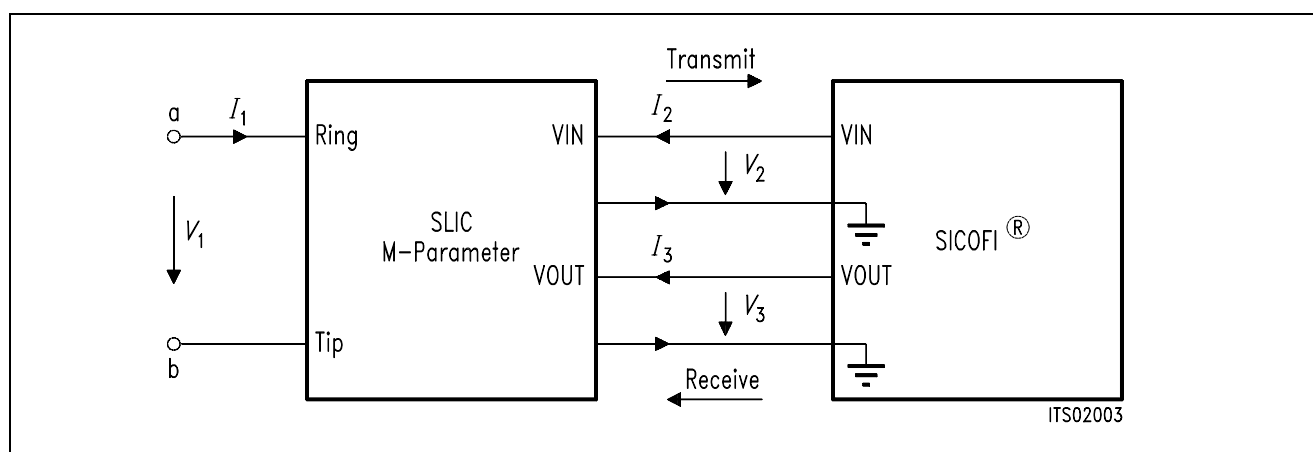 Transmit
a
I1
I2
Ring
VIN
VIN
V2
V1
SLIC
M-Parameter
SICOFI®
I3
VOUT
VOUT
V3
Tip
b
Receive
ITS02003